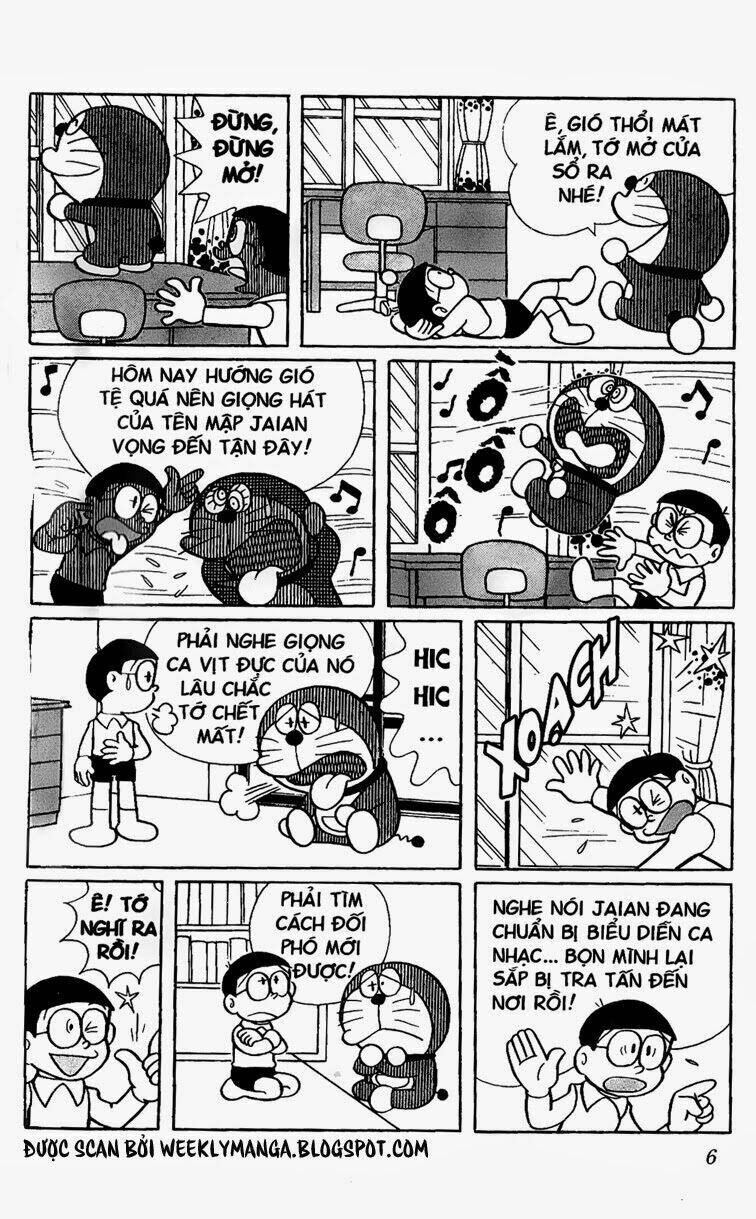 Ê, GIÓ THỔI MÁT
LẮM, TỚ MỞ CỬA
SỔ RA
NHÉ!
ĐỪNG,
ĐỪNG
MỞ!
Ồ
Ồ
Ồ
HÔM NAY HƯỚNG GIÓ
TỆ QUÁ NÊN GIỌNG HÁT
CỦA TÊN MẬP JAIAN
VỌNG ĐẾN TẬN ĐÂY!
XOẠCH
HIC
HIC
...
PHẢI NGHE GIỌNG
CA VỊT ĐỰC CỦA NÓ
LÂU CHẮC
TỚ CHẾT
MẤT!
NGHE NÓI JAIAN ĐANG
CHUẨN BỊ BIỂU DIỄN CA
NHẠC... BỌN MÌNH LẠI
SẮP BỊ TRA TẤN ĐẾN
NƠI RỒI!
PHẢI TÌM
CÁCH ĐỐI
PHÓ MỚI
ĐƯỢC!
Ê! TỚ
NGHĨ RA
RỒI!
ĐƯỢC SCAN BỞI WEEKLYMANGA.BLOGSPOT.COM
6